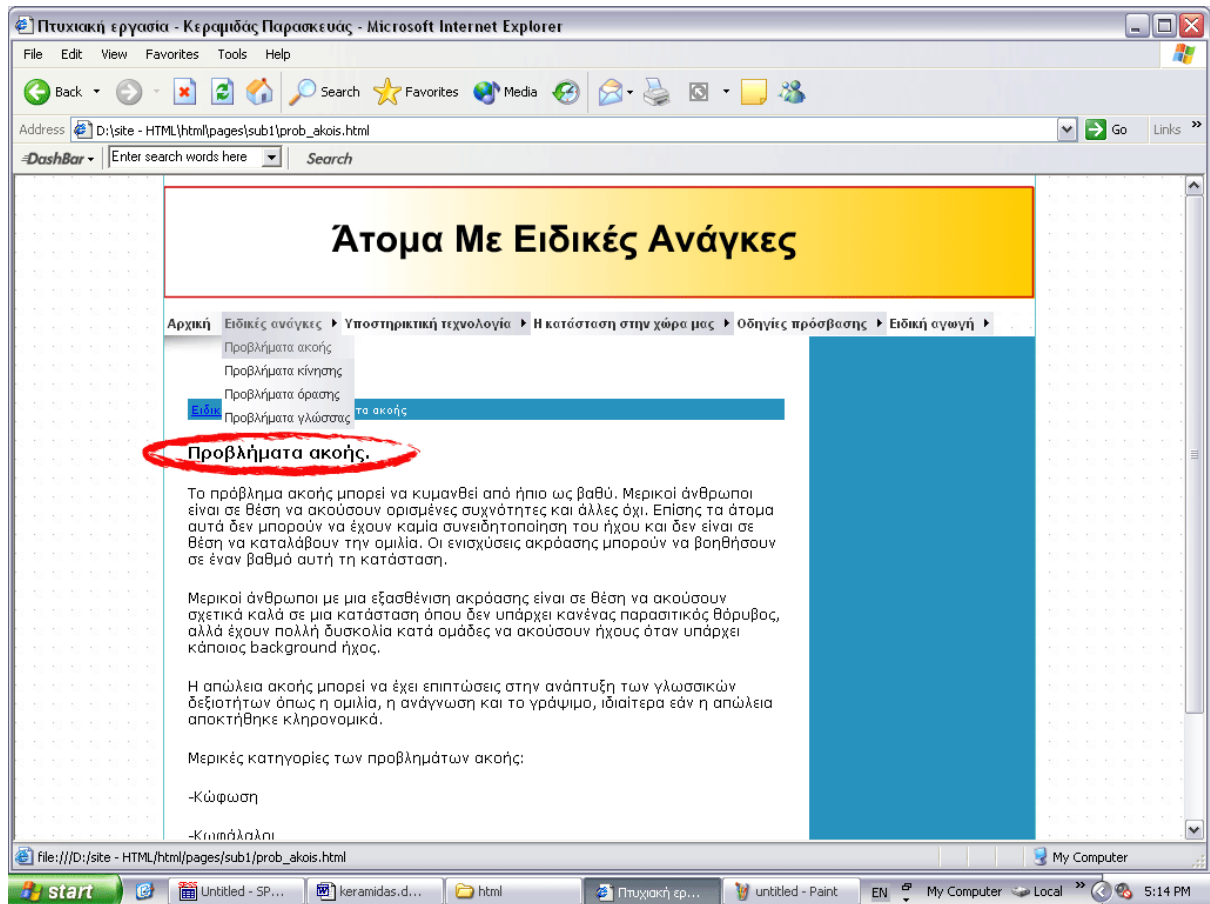 Πτυχιακή εργασία - Κεραμιδάς Παρασκευάς - Microsoft Internet Explorer
File Edit View Favorites Tools Help
Back Search Favorites Media
Address D:\site - HTML\html\pages\sub1\prob_akois.html Go Links »
DashBar Enter search words here Search
Άτομα Με Ειδικές Ανάγκες
Αρχική Ειδικές ανάγκες Υποστηρικτική τεχνολογία Η κατάσταση στην χώρα μας Οδηγίες πρόσβασης Ειδική αγωγή
Προβλήματα ακοής
Προβλήματα κίνησης
Προβλήματα όρασης
Προβλήματα γλώσσας
Ειδικ τα ακοής
Προβλήματα ακοής.
Το πρόβλημα ακοής μπορεί να κυμανθεί από ήπιο ως βαθύ. Μερικοί άνθρωποι
είναι σε θέση να ακούσουν ορισμένες συχνότητες και άλλες όχι. Επίσης τα άτομα
αυτά δεν μπορούν να έχουν καμία συνειδητοποίηση του ήχου και δεν είναι σε
θέση να καταλάβουν την ομιλία. Οι ενισχύσεις ακρόασης μπορούν να βοηθήσουν
σε έναν βαθμό αυτή τη κατάσταση.
Μερικοί άνθρωποι με μια εξασθένιση ακρόασης είναι σε θέση να ακούσουν
σχετικά καλά σε μια κατάσταση όπου δεν υπάρχει κανένας παρασιτικός θόρυβος,
αλλά έχουν πολλή δυσκολία κατά ομάδες να ακούσουν ήχους όταν υπάρχει
κάποιος background ήχος.
Η απώλεια ακοής μπορεί να έχει επιπτώσεις στην ανάπτυξη των γλωσσικών
δεξιοτήτων όπως η ομιλία, η ανάγνωση και το γράψιμο, ιδιαίτερα εάν η απώλεια
αποκτήθηκε κληρονομικά.
Μερικές κατηγορίες των προβλημάτων ακοής:
-Κώφωση
-Κωφάλαλοι
file:///D:/site - HTML/html/pages/sub1/prob_akois.html My Computer
start Untitled - SP... keramidas.d... html Πτυχιακή ερ... untitled - Paint EN My Computer Local » 5:14 PM